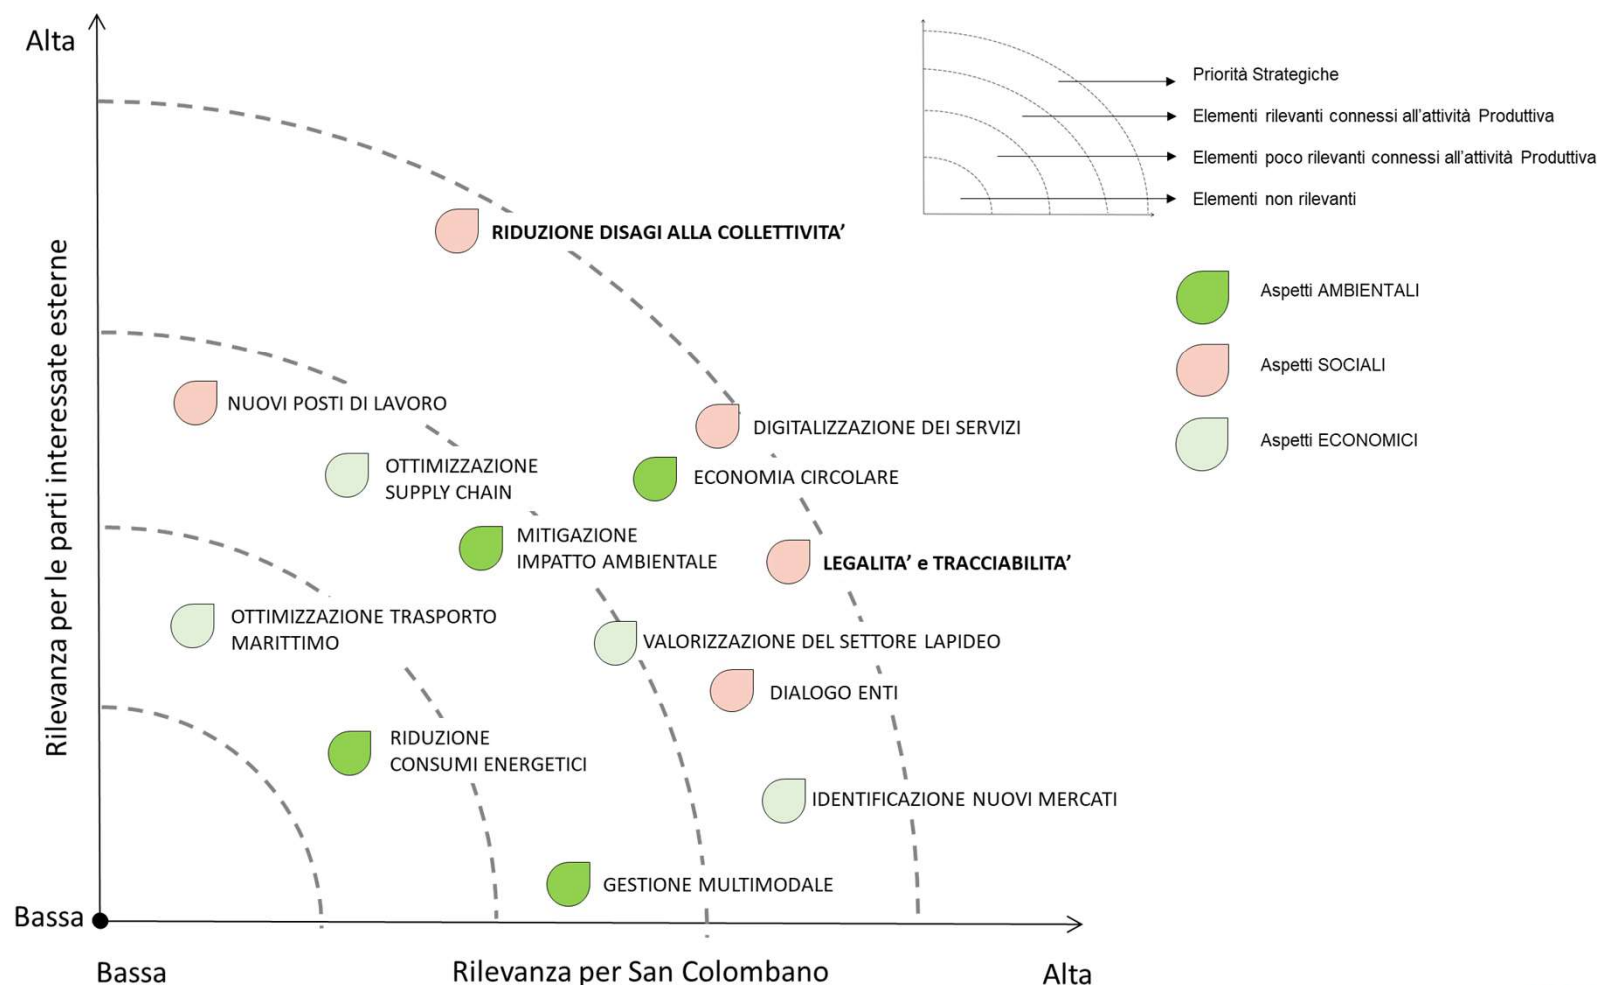 Alta
Priorità Strategiche
Elementi rilevanti connessi all'attività Produttiva
Elementi poco rilevanti connessi all'attività Produttiva
Elementi non rilevanti
RIDUZIONE DISAGI ALLA COLLETTIVITA'
Aspetti AMBIENTALI
Aspetti SOCIALI
Aspetti ECONOMICI
Rilevanza per le parti interessate esterne
NUOVI POSTI DI LAVORO
DIGITALIZZAZIONE DEI SERVIZI
OTTIMIZZAZIONE
SUPPLY CHAIN
ECONOMIA CIRCOLARE
MITIGAZIONE
IMPATTO AMBIENTALE
LEGALITA' e TRACCIABILITA'
OTTIMIZZAZIONE TRASPORTO
MARITTIMO
VALORIZZAZIONE DEL SETTORE LAPIDEO
DIALOGO ENTI
RIDUZIONE
CONSUMI ENERGETICI
IDENTIFICAZIONE NUOVI MERCATI
GESTIONE MULTIMODALE
Bassa
Bassa
Rilevanza per San Colombano
Alta